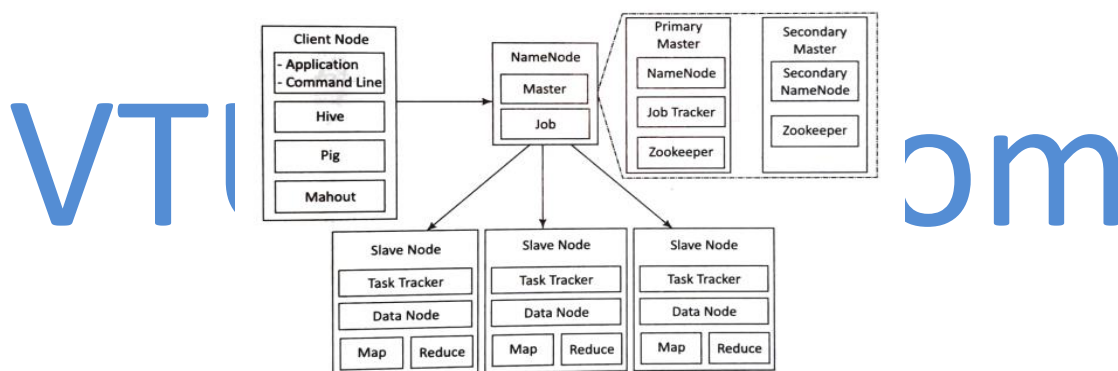 Client Node
- Application
- Command Line
Hive
Pig
Mahout
NameNode
Master
Job
Primary
Master
NameNode
Job Tracker
Zookeeper
Secondary
Master
Secondary
NameNode
Zookeeper
Slave Node
Task Tracker
Data Node
Map Reduce
Slave Node
Task Tracker
Data Node
Map Reduce
Slave Node
Task Tracker
Data Node
Map Reduce